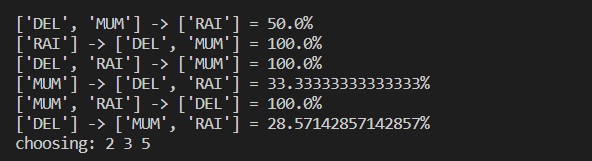 ['DEL', 'MUM'] -> ['RAI'] = 50.0%
['RAI'] -> ['DEL', 'MUM'] = 100.0%
['DEL', 'RAI'] -> ['MUM'] = 100.0%
['MUM'] -> ['DEL', 'RAI'] = 33.33333333333333%
['MUM', 'RAI'] -> ['DEL'] = 100.0%
['DEL'] -> ['MUM', 'RAI'] = 28.57142857142857%
choosing: 2 3 5